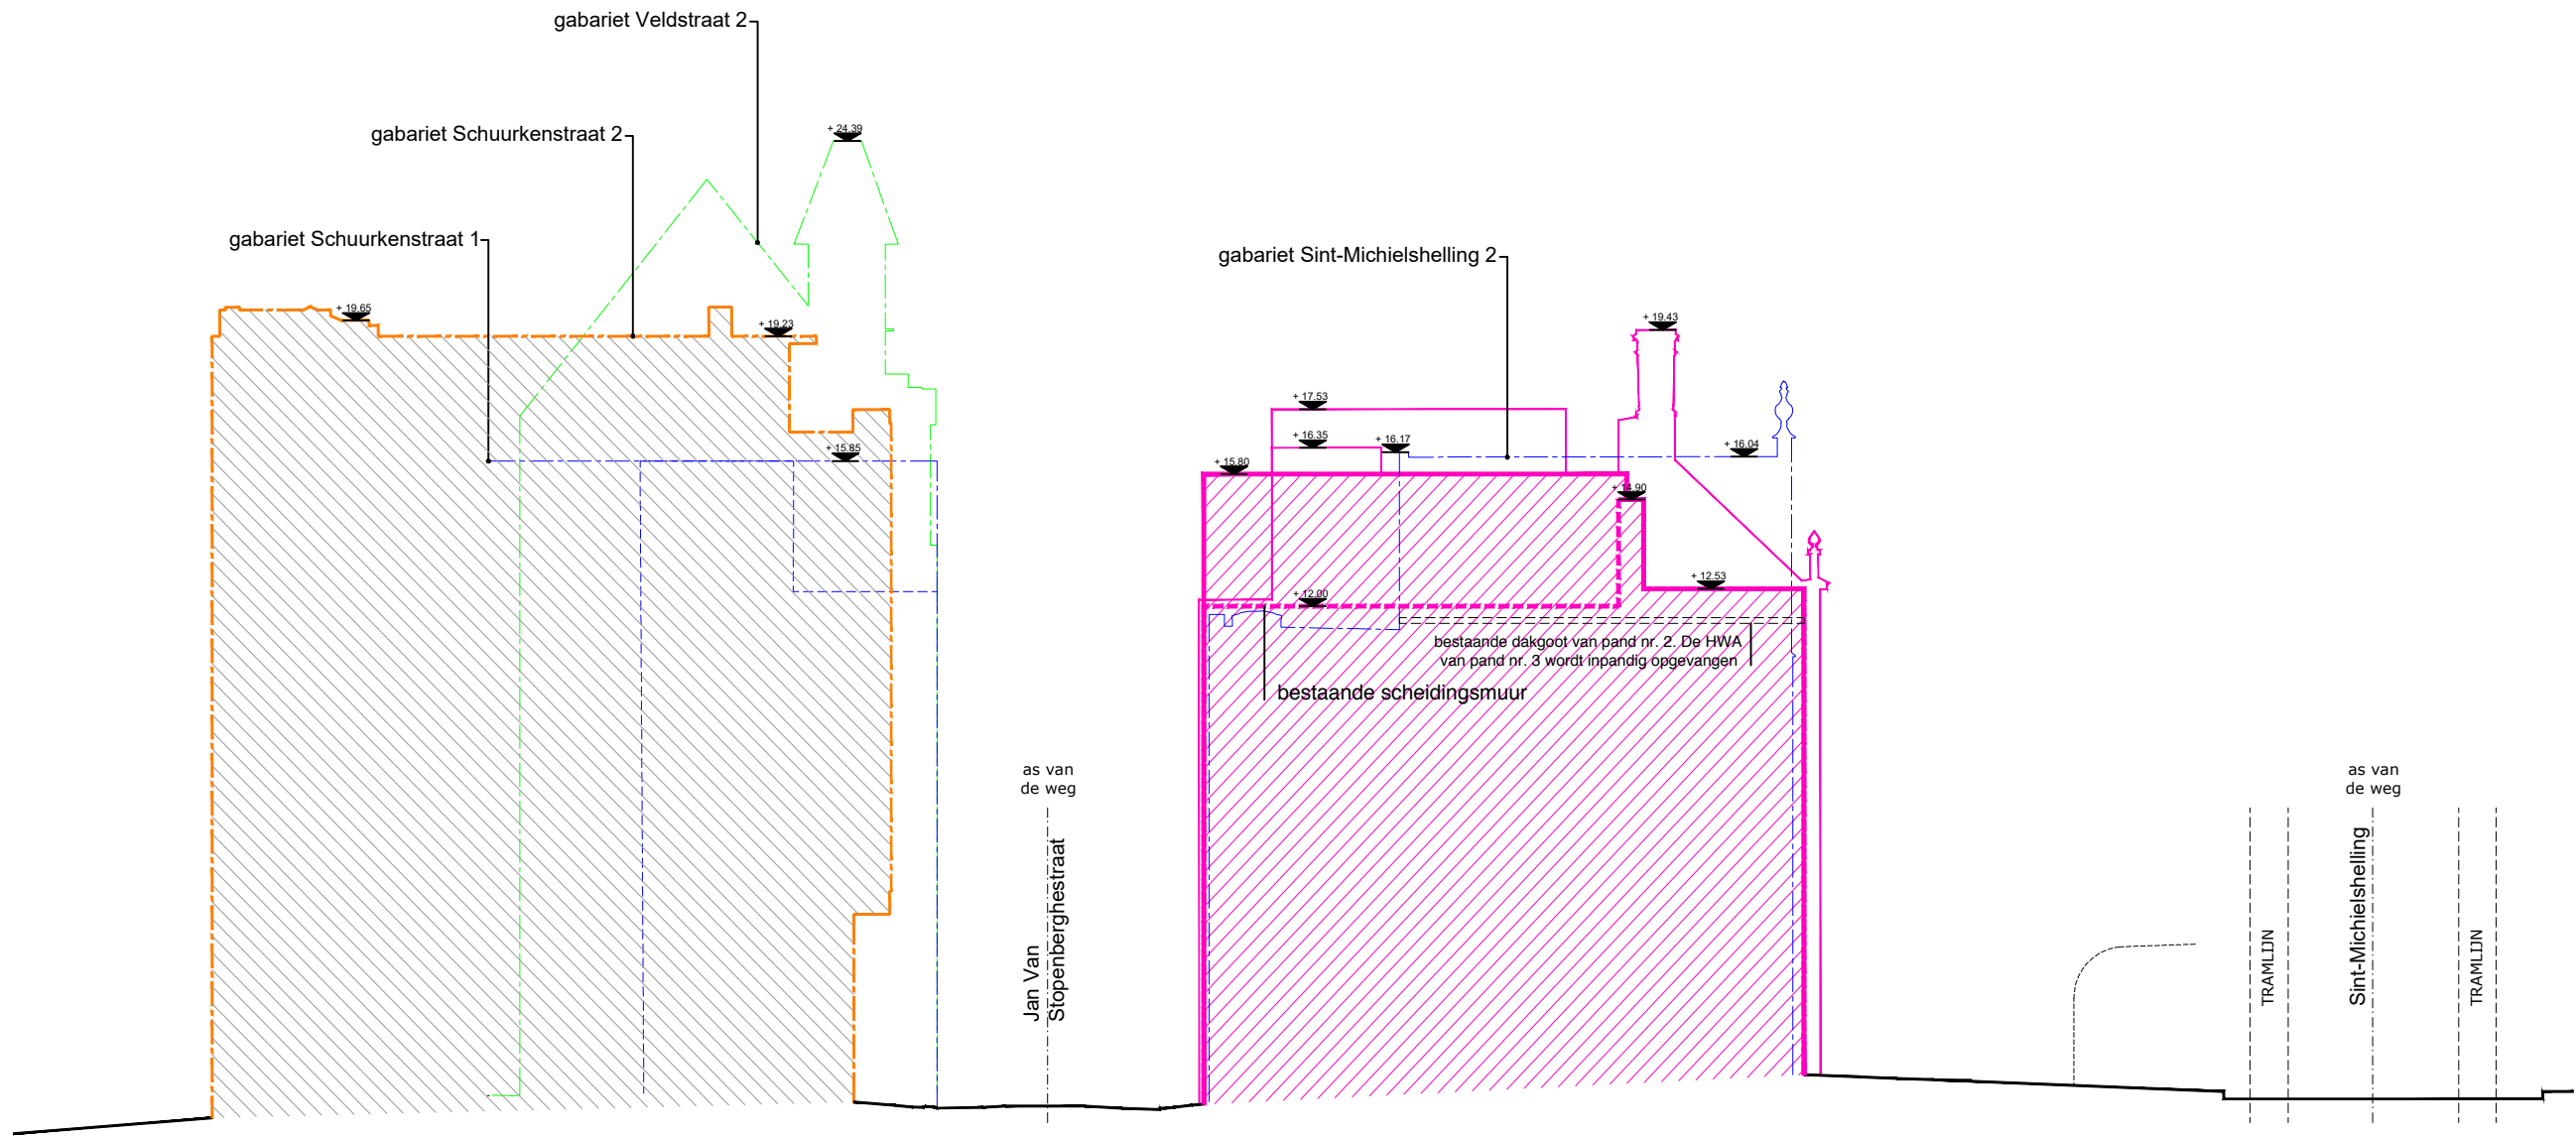 gabariet Veldstraat 2
+ 24.39
gabariet Schuurkenstraat 2
gabariet Schuurkenstraat 1
gabariet Sint-Michielshelling 2
+ 19.65
+ 19.23
+ 19.43
+ 17.53
+ 16.35
+ 16.17
+ 16.04
+ 15.85
+ 15.80
+ 14.90
+ 12.53
+ 12.00
bestaande dakgoot van pand nr. 2. De HWA
van pand nr. 3 wordt inpandig opgevangen
bestaande scheidingsmuur
as van
de weg
Jan Van
Stopenberghestraat
as van
de weg
TRAMLIJN
Sint-Michielshelling
TRAMLIJN